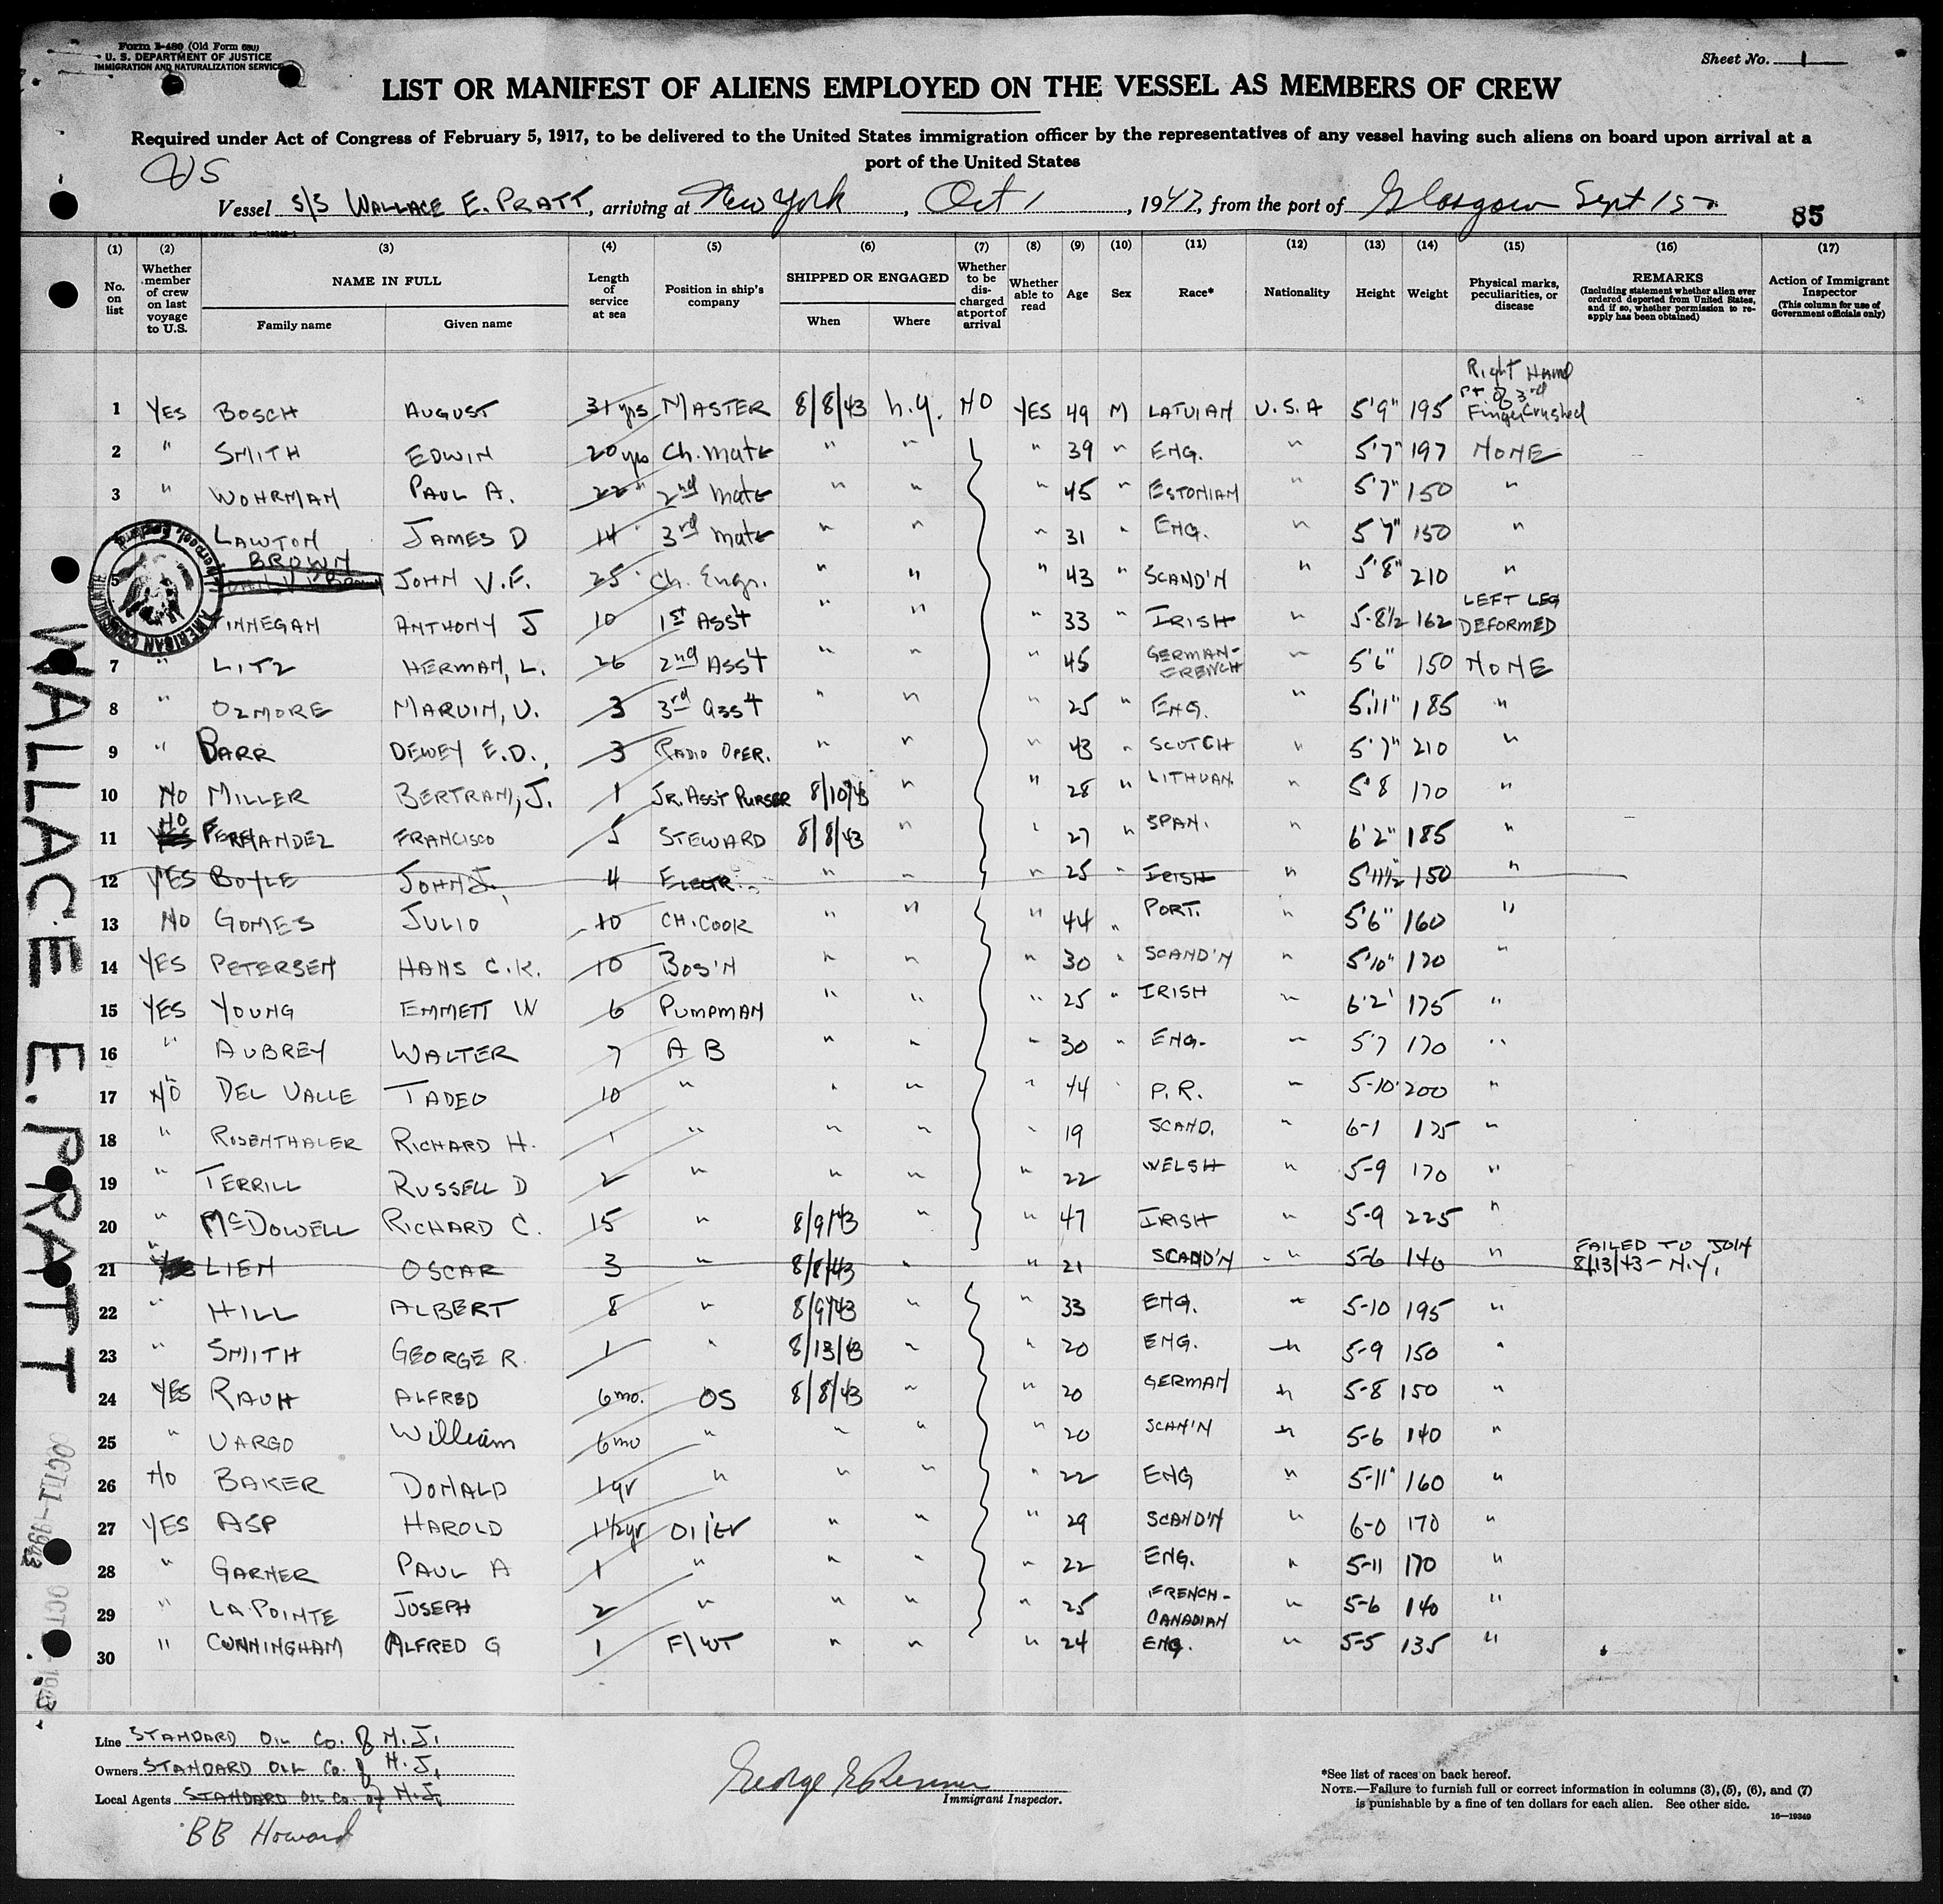 Form I-480 (Old Form 680)
U. S. DEPARTMENT OF JUSTICE
IMMIGRATION AND NATURALIZATION SERVICE
Sheet No. 1
LIST OR MANIFEST OF ALIENS EMPLOYED ON THE VESSEL AS MEMBERS OF CREW
Required under Act of Congress of February 5, 1917, to be delivered to the United States immigration officer by the representatives of any vessel having such aliens on board upon arrival at a
port of the United States
US
Vessel S/S WALLACE E. PRATT, arriving at New York, Oct 1, 1943, from the port of Glasgow Sept 15
85
(1) (2) (3) (4) (5) (6) (7) (8) (9) (10) (11) (12) (13) (14) (15) (16) (17)
No. on list
Whether member of crew on last voyage to U.S.
NAME IN FULL
Family name Given name
Length of service at sea
Position in ship's company
SHIPPED OR ENGAGED
When Where
Whether to be discharged at port of arrival
Whether able to read
Age
Sex
Race*
Nationality
Height
Weight
Physical marks, peculiarities, or disease
REMARKS
(Including statement whether alien ever ordered deported from United States, and if so, whether permission to reapply has been obtained)
Action of Immigrant Inspector
(This column for use of Government officials only)
1 YES BOSCH AUGUST 31 yrs MASTER 8/8/43 N.Y. NO YES 49 M LATVIAN U.S.A 5'9" 195 Right Hand Pt of 3rd Finger Crushed
2 " SMITH EDWIN 20 yrs Ch. Mate " " " 39 " ENG. " 5'7" 197 NONE
3 " WOHRMAN PAUL A. 22 " 2nd Mate " " " 45 " ESTONIAN " 5'7" 150 "
LAWTON JAMES D 14 3rd Mate " " " 31 " ENG. " 5'7" 150 "
5 BROWN JOHN V.F. 25 Ch. Engr. " " " 43 " SCAND'N " 5'8" 210 "
FINNEGAN ANTHONY J 10 1st ASS'T " " " 33 " IRISH " 5-8½ 162 LEFT LEG DEFORMED
7 " LITZ HERMAN, L. 26 2nd ASS'T " " " 45 GERMAN-FRENCH " 5'6" 150 NONE
8 " OZMORE MARVIN, V. 3 3rd Ass't " " " 25 " ENG. " 5'11" 185 "
9 " BARR DEWEY E.D., 3 RADIO OPER. " " " 43 " SCOTCH " 5'7" 210 "
10 NO MILLER BERTRAM, J. 1 JR. ASS'T PURSER 8/10/43 " " 28 " LITHUAN. " 5'8 170 "
11 NO FERNANDEZ FRANCISCO 5 STEWARD 8/8/43 " " 27 " SPAN. " 6'2" 185 "
12 YES BOYLE JOHN J. 4 ELECTR. " " " 25 " IRISH " 5'11½ 150 "
13 NO GOMES JULIO 10 CH. COOK " " " 44 " PORT. " 5'6" 160 "
14 YES PETERSEN HANS C.K. 10 BOS'N " " " 30 " SCAND'N " 5'10" 170 "
15 YES YOUNG EMMETT W 6 PUMPMAN " " " 25 " IRISH " 6'2' 175 "
16 " AUBREY WALTER 7 A B " " " 30 " ENG. " 5'7 170 "
17 NO DEL VALLE TADEO 10 " " " " 44 P.R. " 5-10 200 "
18 " ROSENTHALER RICHARD H. 1 " " " " 19 SCAND. " 6-1 175 "
19 " TERRILL RUSSELL D 2 " " " " 22 WELSH " 5-9 170 "
20 " McDOWELL RICHARD C. 15 " 8/9/43 " " 47 IRISH " 5-9 225 "
21 " LIEN OSCAR 3 " 8/8/43 " " 21 SCAND'N " 5-6 140 " FAILED TO JOIN 8/13/43 - N.Y.
22 " HILL ALBERT 8 " 8/9/43 " " 33 ENG. " 5-10 195 "
23 " SMITH GEORGE R. 1 " 8/13/43 " " 20 ENG. " 5-9 150 "
24 YES RAUH ALFRED 6 mo. OS 8/8/43 " " 20 GERMAN " 5-8 150 "
25 " VARGO William 6 mo " " " " 20 SCAN'N " 5-6 140 "
26 NO BAKER DONALD 1 yr " " " " 22 ENG " 5-11" 160 "
27 YES ASP HAROLD 1½ yr Oiler " " " 29 SCAND'N " 6-0 170 "
28 " GARNER PAUL A 1 " " " " 22 ENG. " 5-11 170 "
29 " LA POINTE JOSEPH 2 " " " " 25 FRENCH-CANADIAN " 5-6 140 "
30 " CUNNINGHAM ALFRED G 1 F/WT " " " 24 ENG. " 5-5 135 "
WALLACE E. PRATT
OCT 1 - 1943
Line STANDARD OIL Co. of N.J.
Owners STANDARD OIL Co. of N.J.
Local Agents STANDARD OIL Co. of N.J.
BB Howard
Immigrant Inspector.
*See list of races on back hereof.
NOTE.—Failure to furnish full or correct information in columns (3), (5), (6), and (7)
is punishable by a fine of ten dollars for each alien. See other side.
16—19349